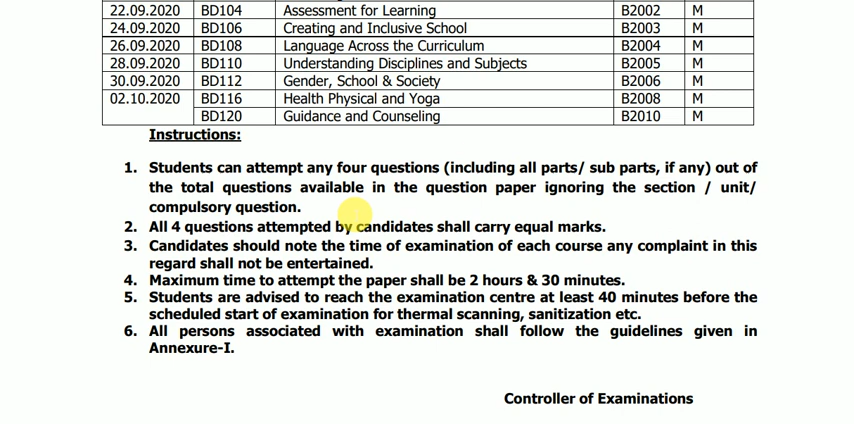 22.09.2020 BD104 Assessment for Learning B2002 M
24.09.2020 BD106 Creating and Inclusive School B2003 M
26.09.2020 BD108 Language Across the Curriculum B2004 M
28.09.2020 BD110 Understanding Disciplines and Subjects B2005 M
30.09.2020 BD112 Gender, School & Society B2006 M
02.10.2020 BD116 Health Physical and Yoga B2008 M
BD120 Guidance and Counseling B2010 M
Instructions:
1. Students can attempt any four questions (including all parts/ sub parts, if any) out of
the total questions available in the question paper ignoring the section / unit/
compulsory question.
2. All 4 questions attempted by candidates shall carry equal marks.
3. Candidates should note the time of examination of each course any complaint in this
regard shall not be entertained.
4. Maximum time to attempt the paper shall be 2 hours & 30 minutes.
5. Students are advised to reach the examination centre at least 40 minutes before the
scheduled start of examination for thermal scanning, sanitization etc.
6. All persons associated with examination shall follow the guidelines given in
Annexure-I.
Controller of Examinations